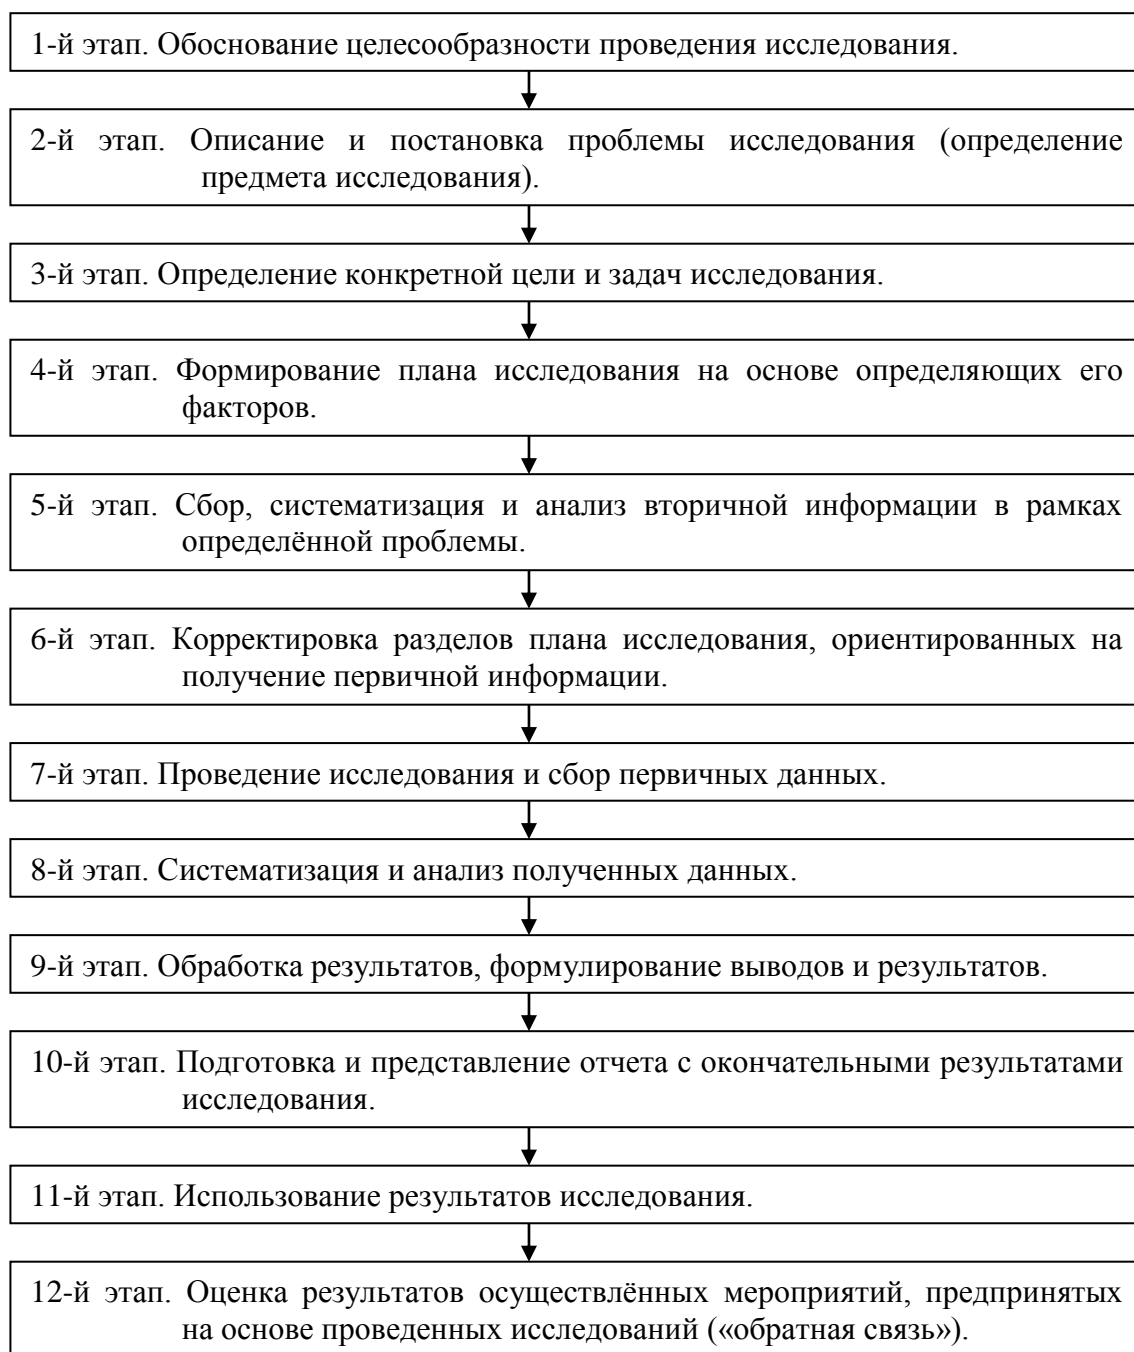 1-й этап. Обоснование целесообразности проведения исследования.
2-й этап. Описание и постановка проблемы исследования (определение
предмета исследования).
3-й этап. Определение конкретной цели и задач исследования.
4-й этап. Формирование плана исследования на основе определяющих его
факторов.
5-й этап. Сбор, систематизация и анализ вторичной информации в рамках
определённой проблемы.
6-й этап. Корректировка разделов плана исследования, ориентированных на
получение первичной информации.
7-й этап. Проведение исследования и сбор первичных данных.
8-й этап. Систематизация и анализ полученных данных.
9-й этап. Обработка результатов, формулирование выводов и результатов.
10-й этап. Подготовка и представление отчета с окончательными результатами
исследования.
11-й этап. Использование результатов исследования.
12-й этап. Оценка результатов осуществлённых мероприятий, предпринятых
на основе проведенных исследований («обратная связь»).